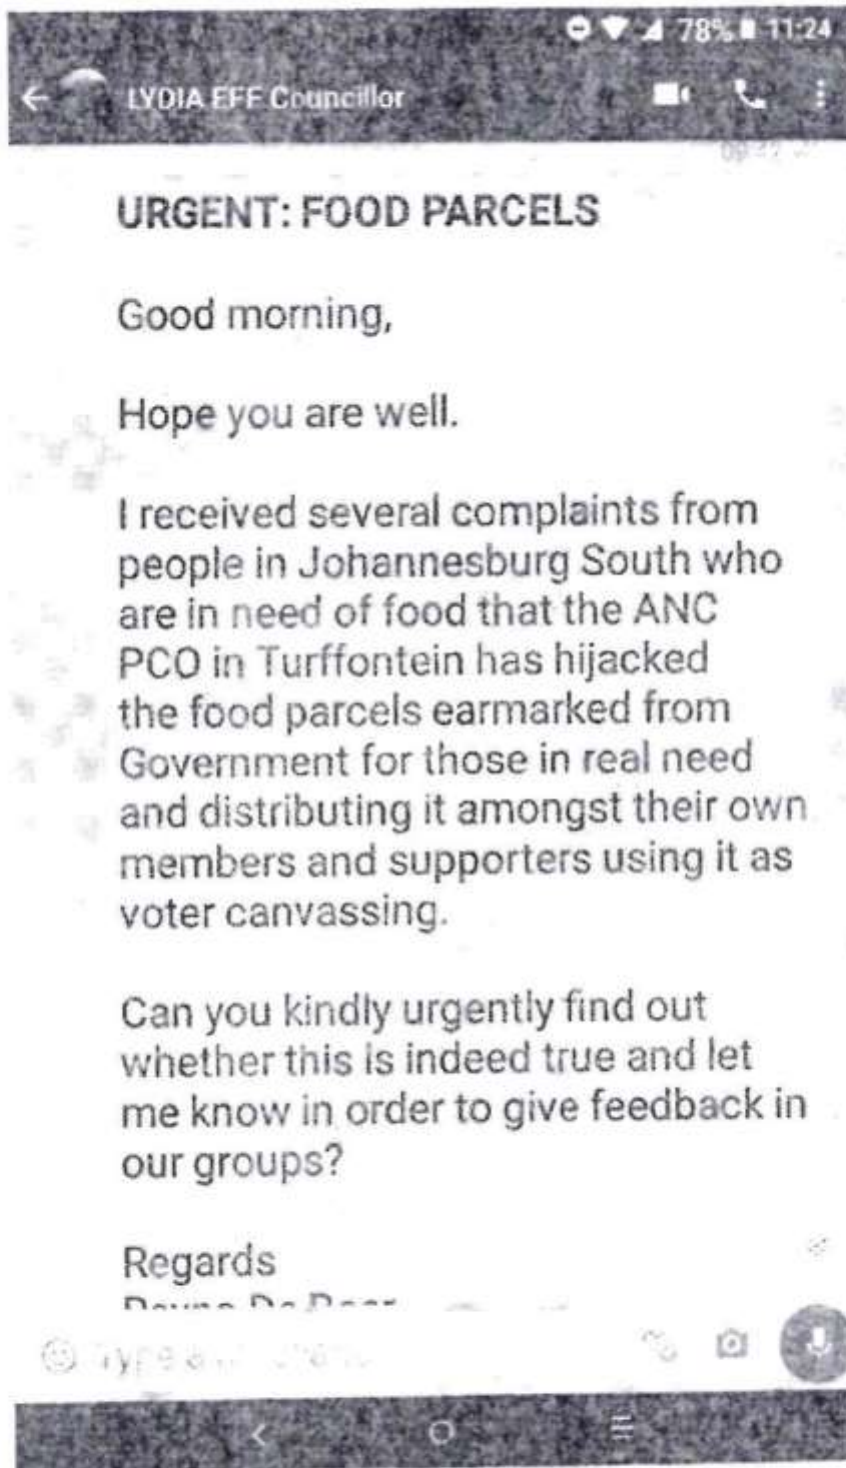 78% 11:24
LYDIA EFF Councillor
URGENT: FOOD PARCELS
Good morning,
Hope you are well.
I received several complaints from
people in Johannesburg South who
are in need of food that the ANC
PCO in Turffontein has hijacked
the food parcels earmarked from
Government for those in real need
and distributing it amongst their own
members and supporters using it as
voter canvassing.
Can you kindly urgently find out
whether this is indeed true and let
me know in order to give feedback in
our groups?
Regards